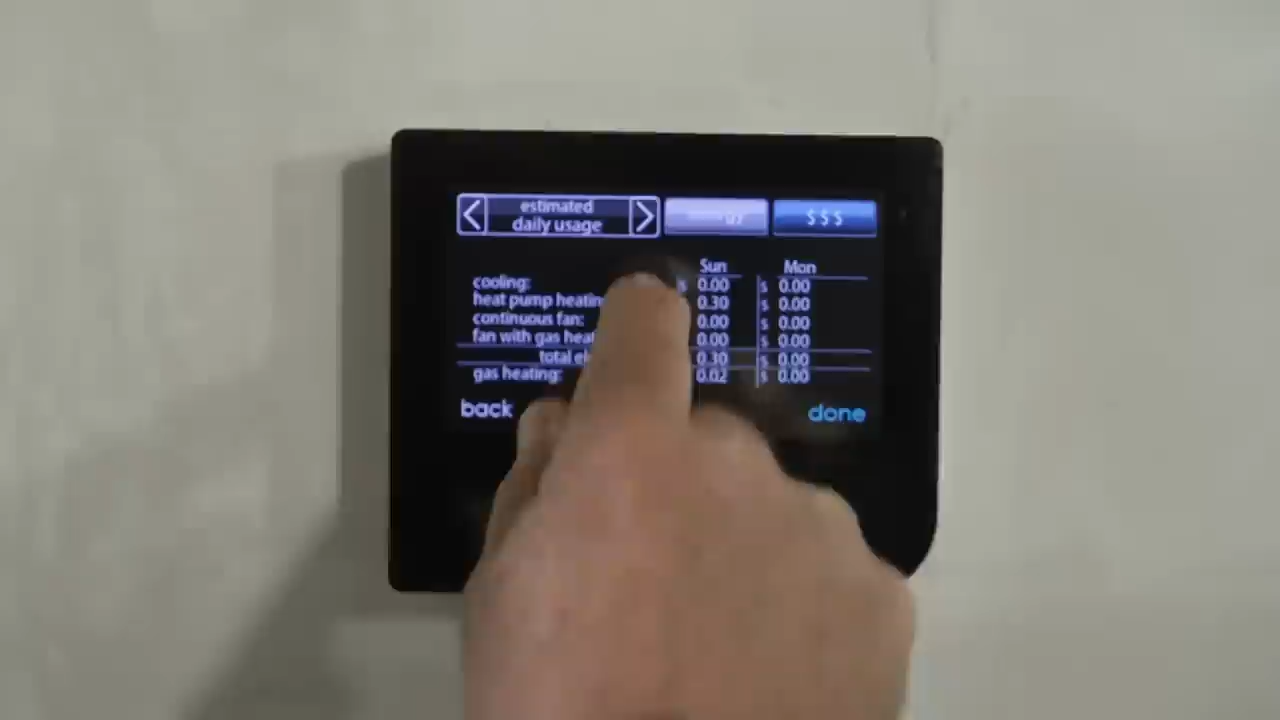 < estimated daily usage > $$$
Sun Mon
cooling: $ 0.00 $ 0.00
heat pump heatin 0.30 $ 0.00
continuous fan: 0.00 $ 0.00
fan with gas heat 0.00 $ 0.00
total el 0.30 $ 0.00
gas heating: 0.02 $ 0.00
back done